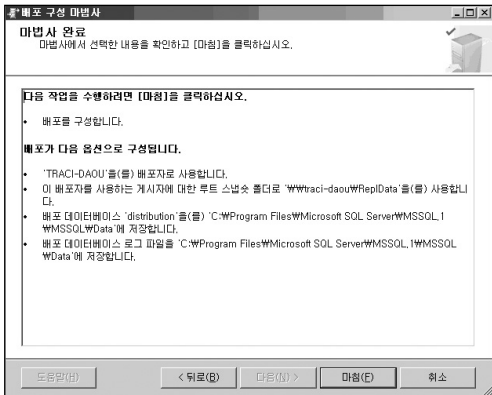 배포 구성 마법사
마법사 완료
마법사에서 선택한 내용을 확인하고 [마침]을 클릭하십시오.
다음 작업을 수행하려면 [마침]을 클릭하십시오.
• 배포를 구성합니다.
배포가 다음 옵션으로 구성됩니다.
• 'TRACI-DAOU'을(를) 배포자로 사용합니다.
• 이 배포자를 사용하는 게시자에 대한 루트 스냅숏 폴더로 '₩₩traci-daou₩ReplData'을(를) 사용합니
다.
• 배포 데이터베이스 'distribution'을(를) 'C:₩Program Files₩Microsoft SQL Server₩MSSQL.1
₩MSSQL₩Data'에 저장합니다.
• 배포 데이터베이스 로그 파일을 'C:₩Program Files₩Microsoft SQL Server₩MSSQL.1₩MSSQL
₩Data'에 저장합니다.
도움말(H)
< 뒤로(B)
다음(N) >
마침(F)
취소